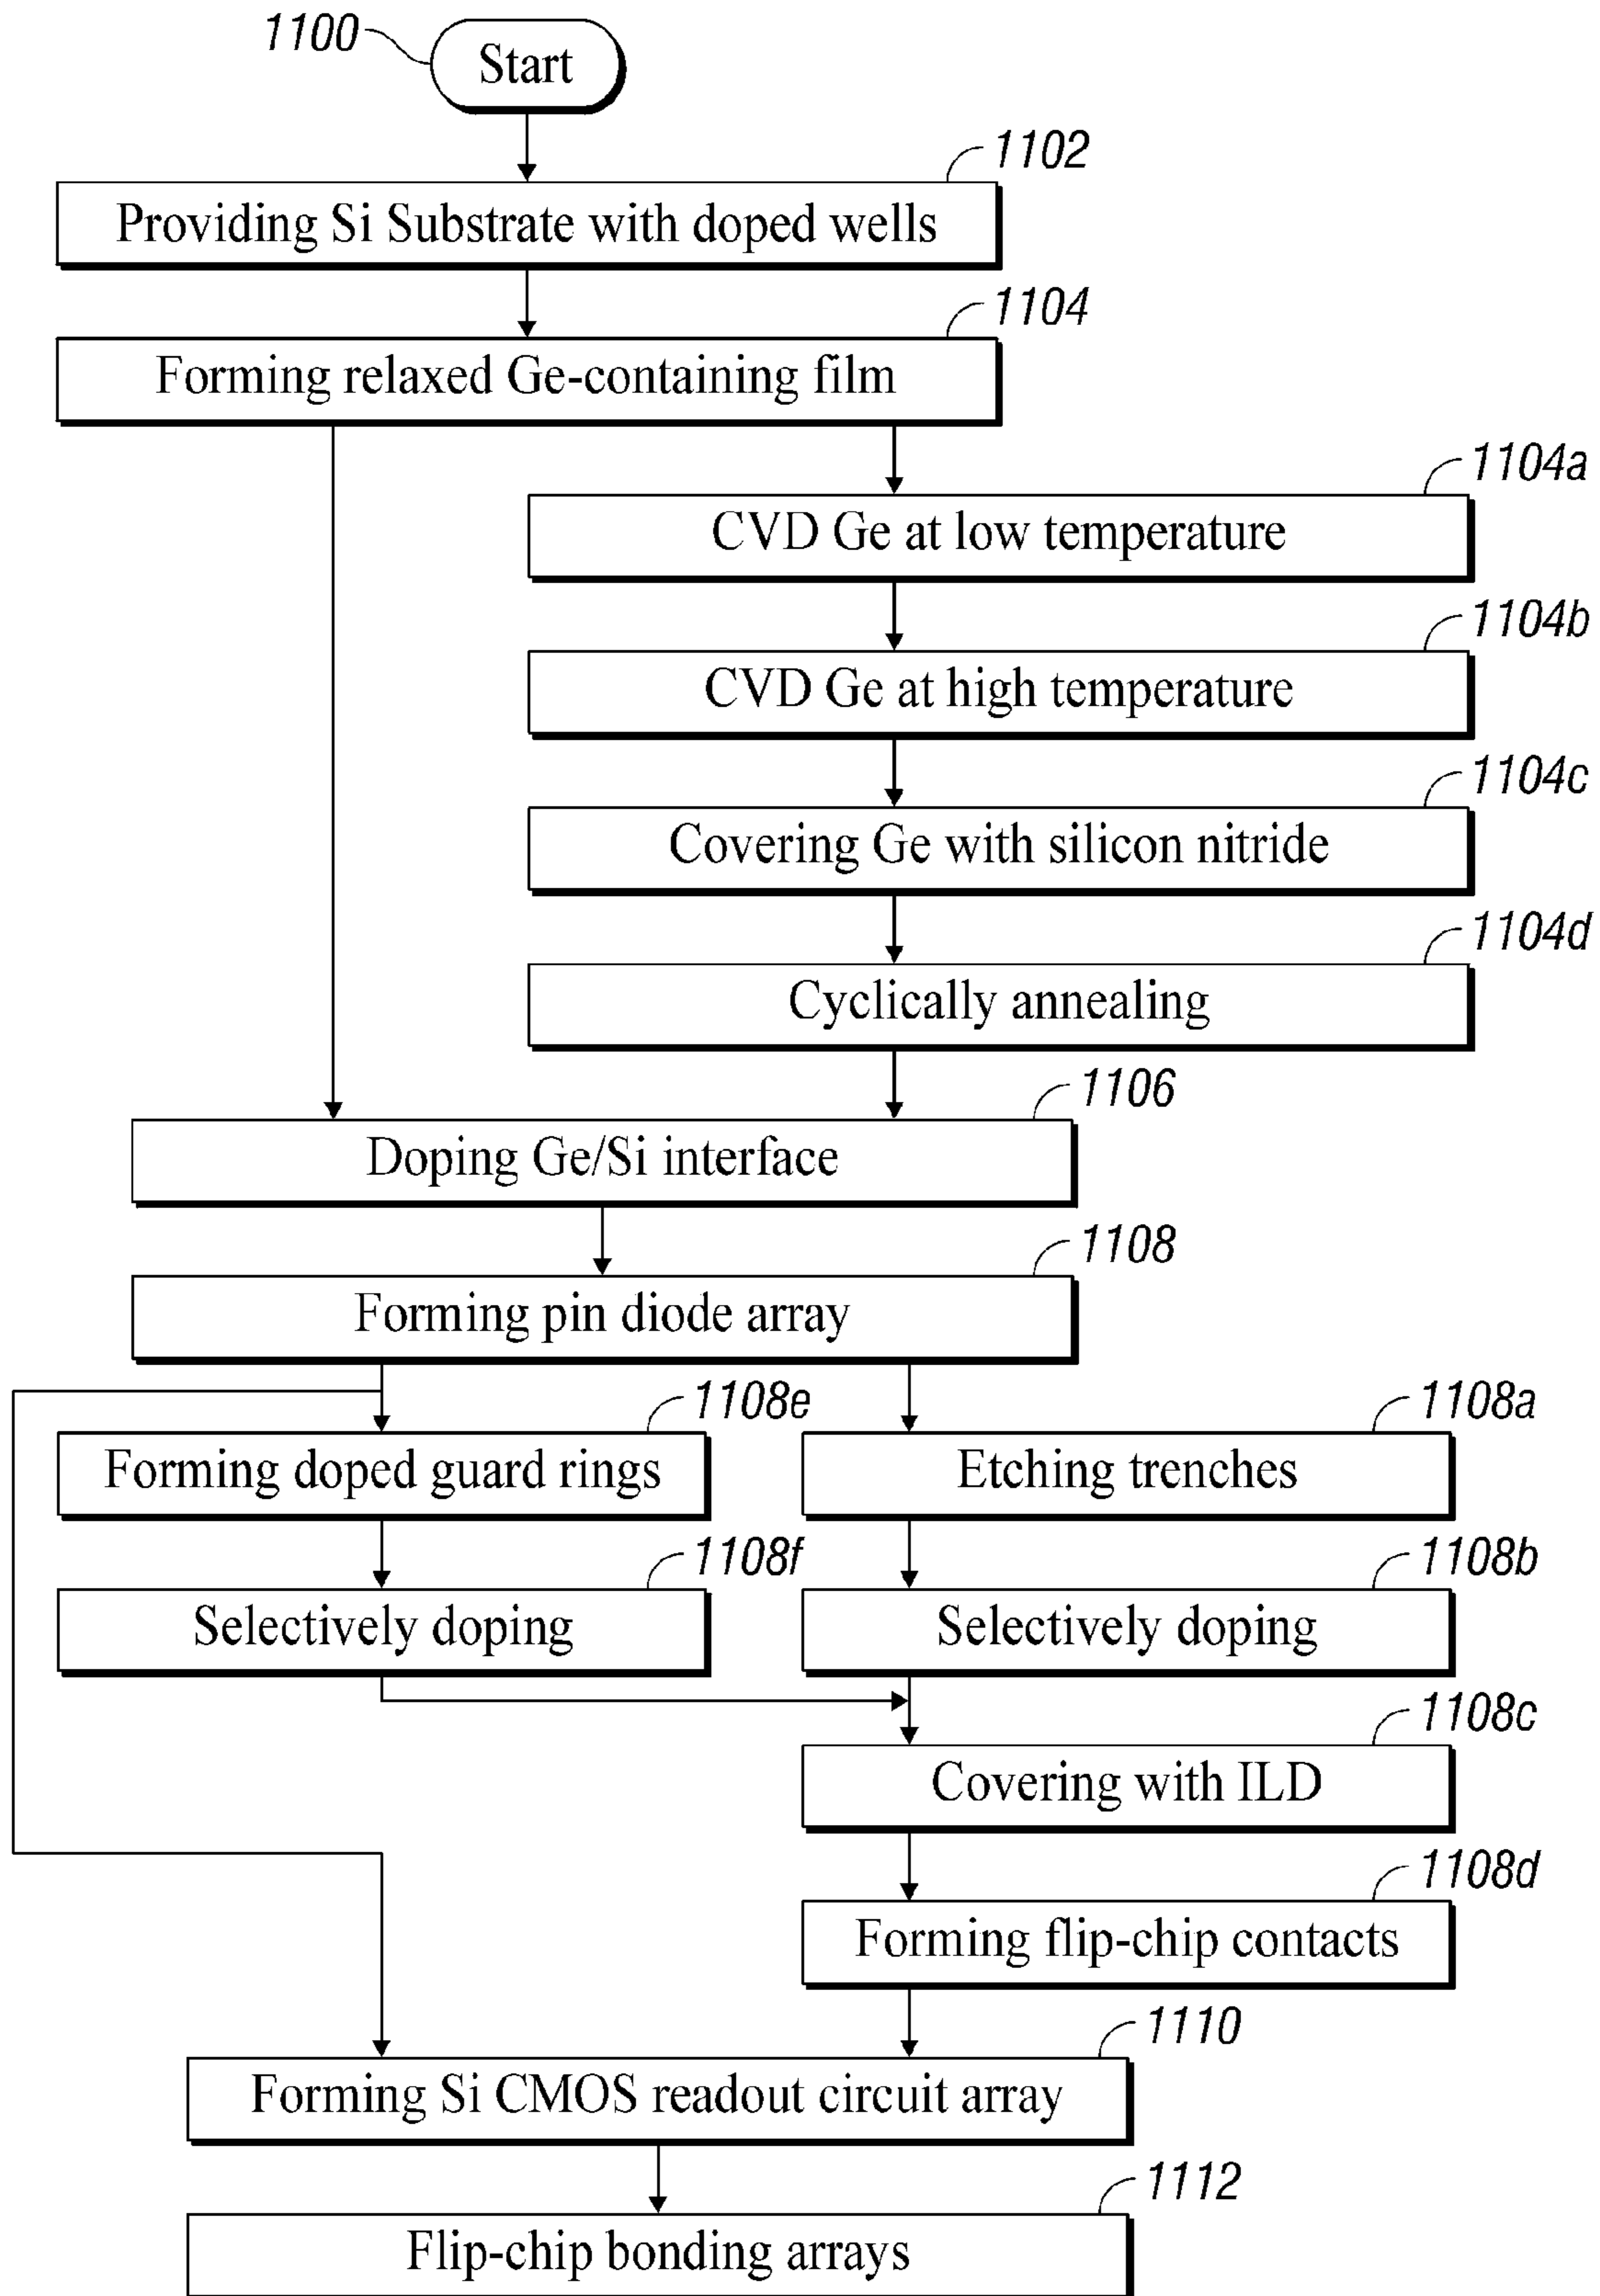 1100
Start
1102
Providing Si Substrate with doped wells
1104
Forming relaxed Ge-containing film
1104a
CVD Ge at low temperature
1104b
CVD Ge at high temperature
1104c
Covering Ge with silicon nitride
1104d
Cyclically annealing
1106
Doping Ge/Si interface
1108
Forming pin diode array
1108e
Forming doped guard rings
1108a
Etching trenches
1108f
Selectively doping
1108b
Selectively doping
1108c
Covering with ILD
1108d
Forming flip-chip contacts
1110
Forming Si CMOS readout circuit array
1112
Flip-chip bonding arrays